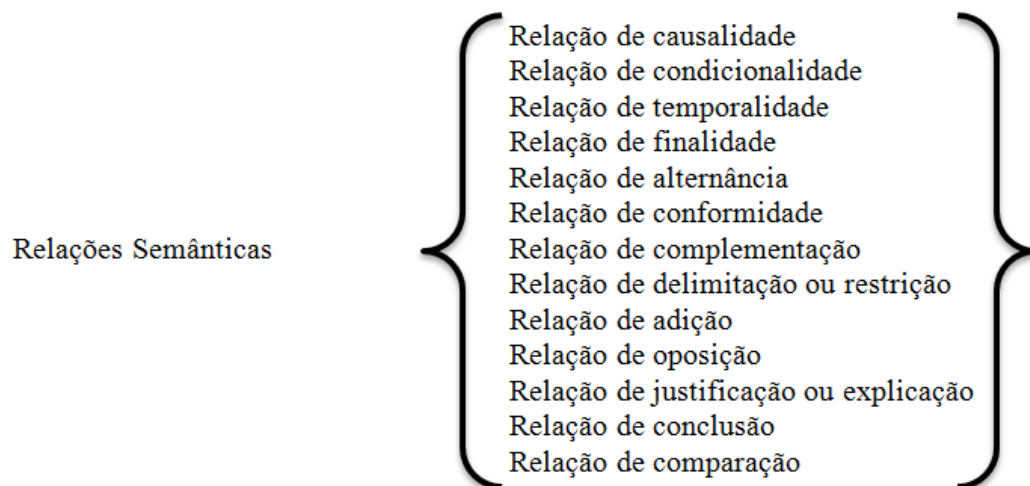 Relações Semânticas
Relação de causalidade
Relação de condicionalidade
Relação de temporalidade
Relação de finalidade
Relação de alternância
Relação de conformidade
Relação de complementação
Relação de delimitação ou restrição
Relação de adição
Relação de oposição
Relação de justificação ou explicação
Relação de conclusão
Relação de comparação